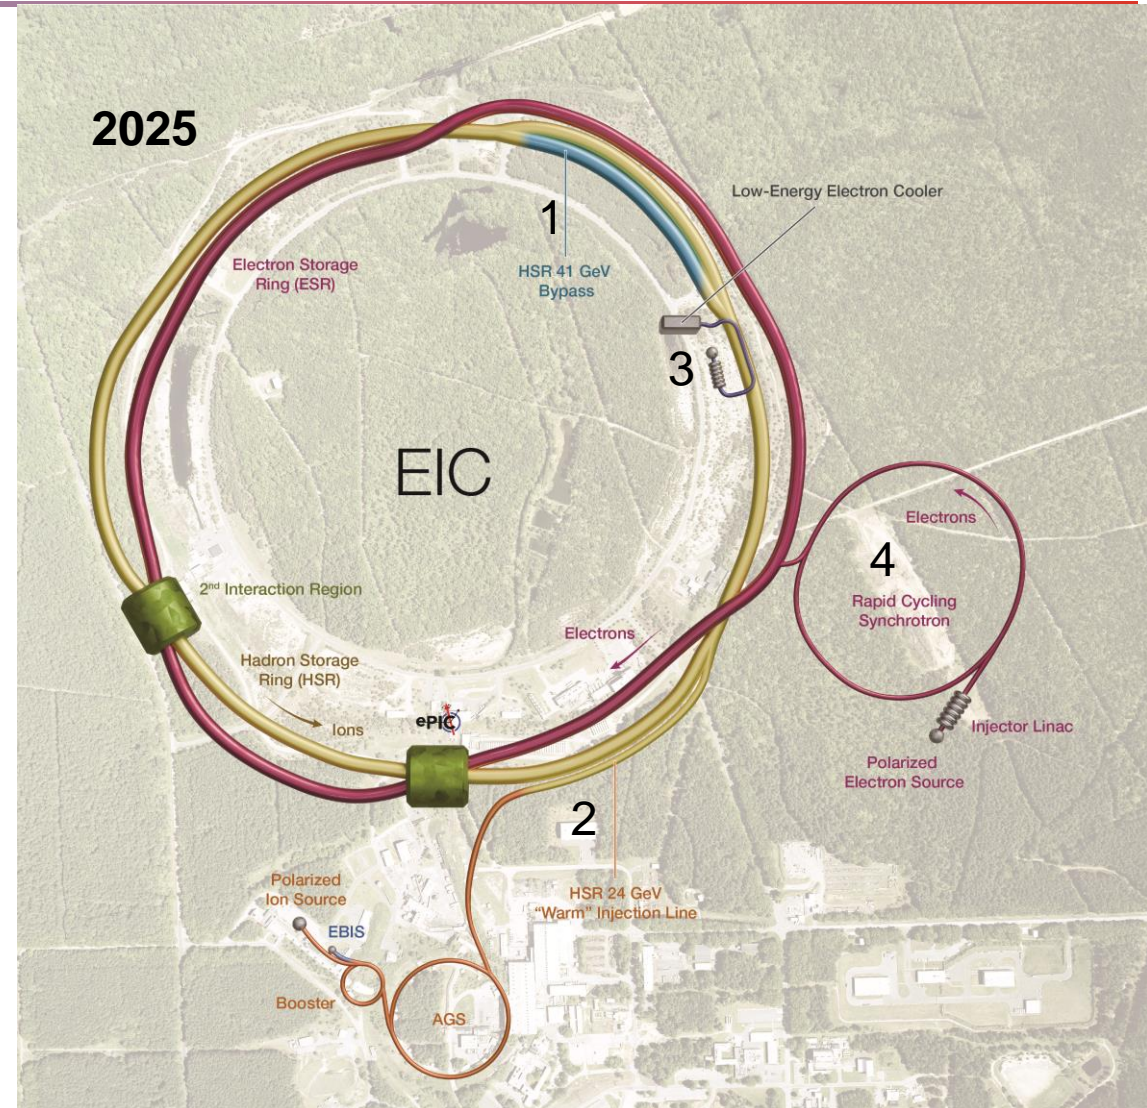 2025
Low-Energy Electron Cooler
1
HSR 41 GeV
Bypass
Electron Storage
Ring (ESR)
3
EIC
Electrons
4
Rapid Cycling
Synchrotron
2nd Interaction Region
Electrons
Hadron Storage
Ring (HSR)
Ions
ePIC
Injector Linac
Polarized
Electron Source
2
Polarized
Ion Source
HSR 24 GeV
“Warm” Injection Line
EBIS
Booster
AGS